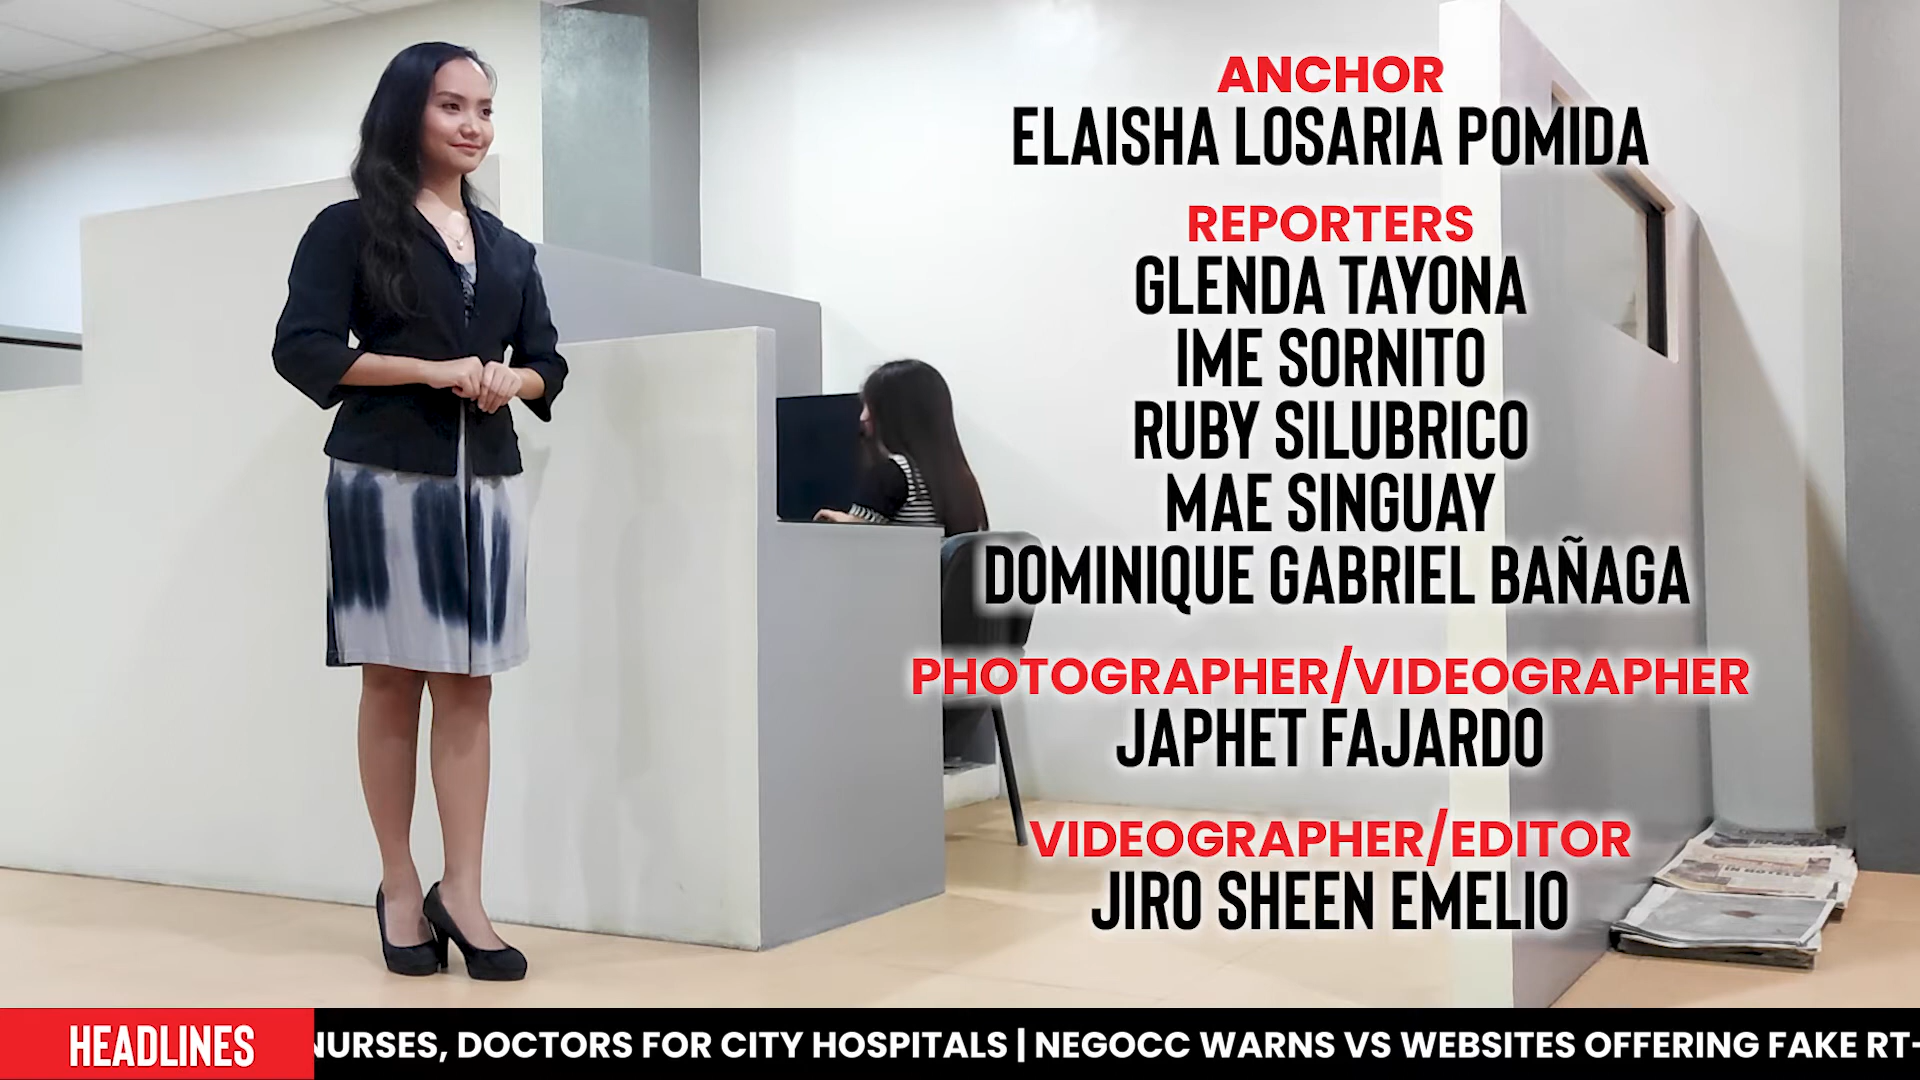 ANCHOR
ELAISHA LOSARIA POMIDA
REPORTERS
GLENDA TAYONA
IME SORNITO
RUBY SILUBRICO
MAE SINGUAY
DOMINIQUE GABRIEL BAÑAGA
PHOTOGRAPHER/VIDEOGRAPHER
JAPHET FAJARDO
VIDEOGRAPHER/EDITOR
JIRO SHEEN EMELIO
HEADLINES
NURSES, DOCTORS FOR CITY HOSPITALS | NEGOCC WARNS VS WEBSITES OFFERING FAKE RT-